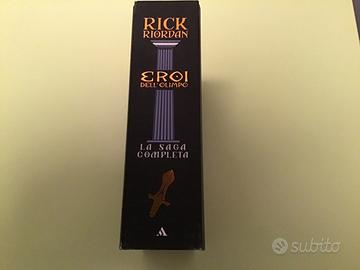 RICK
RIORDAN
EROI
DELL'OLIMPO
LA SAGA
COMPLETA
A
subito